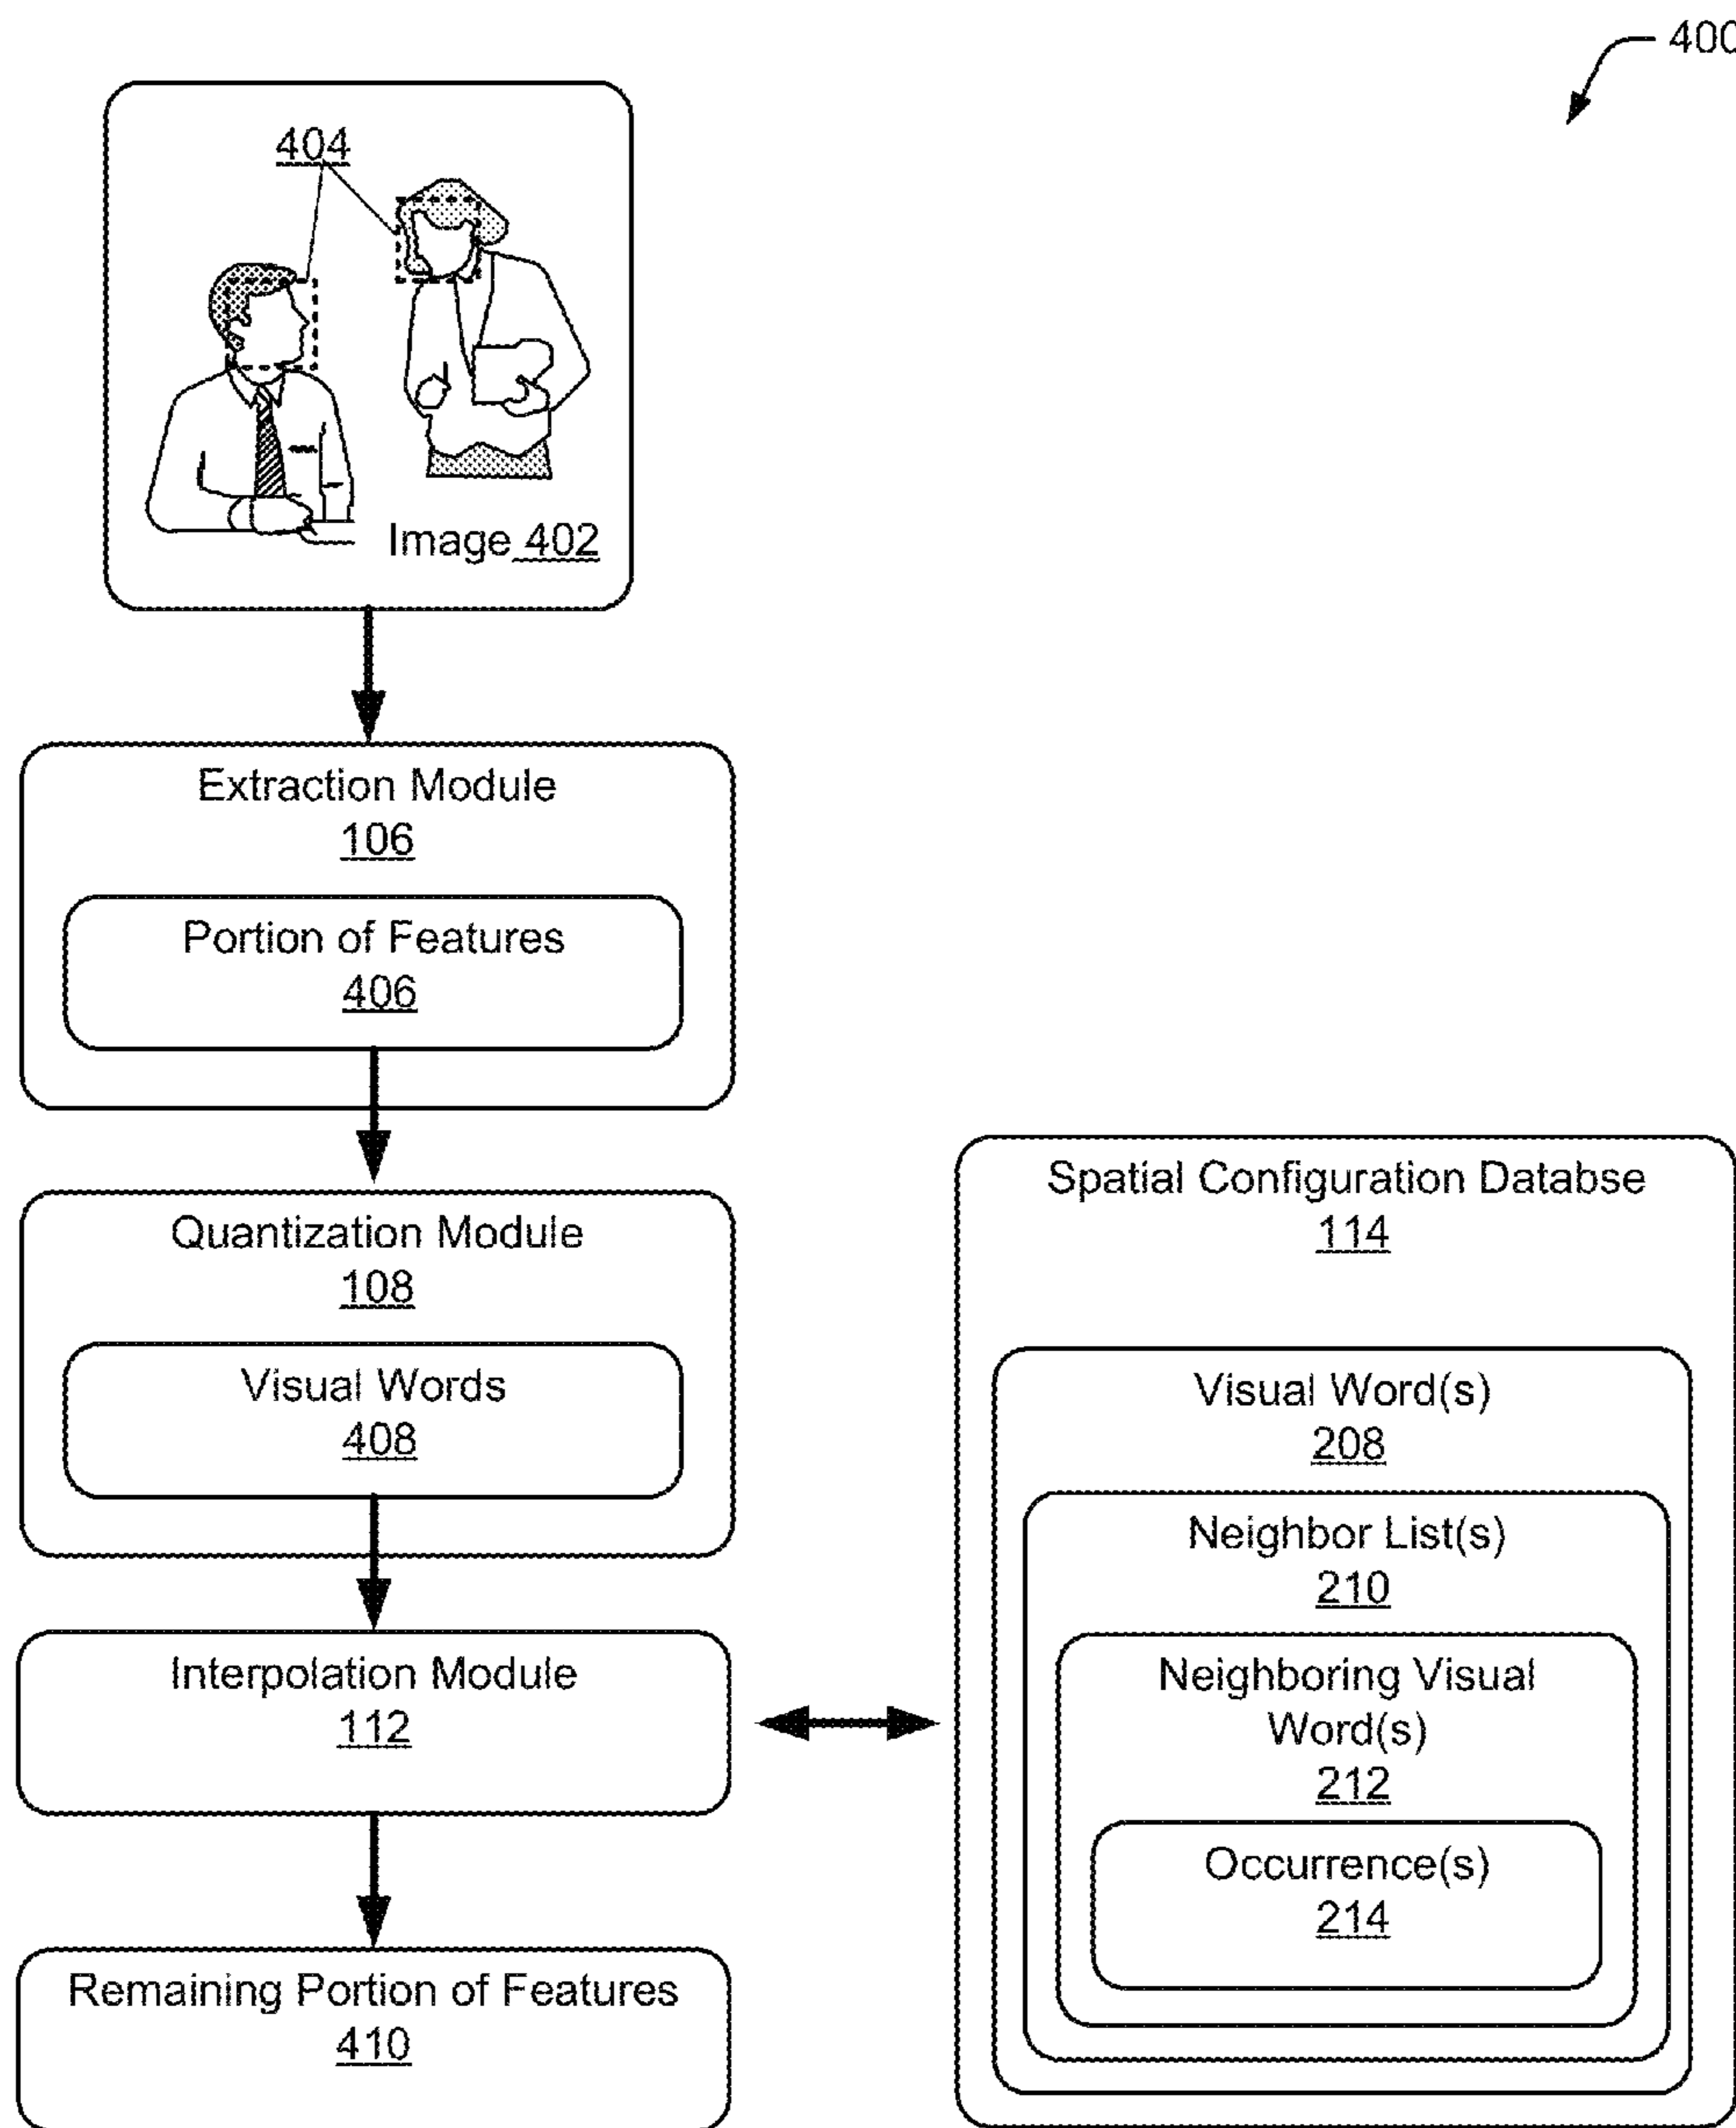 400
404
Image 402
Extraction Module
106
Portion of Features
406
Quantization Module
108
Visual Words
408
Interpolation Module
112
Remaining Portion of Features
410
Spatial Configuration Databse
114
Visual Word(s)
208
Neighbor List(s)
210
Neighboring Visual
Word(s)
212
Occurrence(s)
214